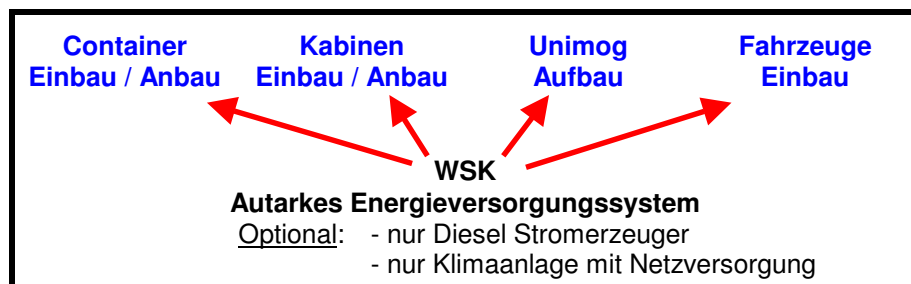 Container Kabinen Unimog Fahrzeuge
Einbau / Anbau Einbau / Anbau Aufbau Einbau
WSK
Autarkes Energieversorgungssystem
Optional: - nur Diesel Stromerzeuger
- nur Klimaanlage mit Netzversorgung